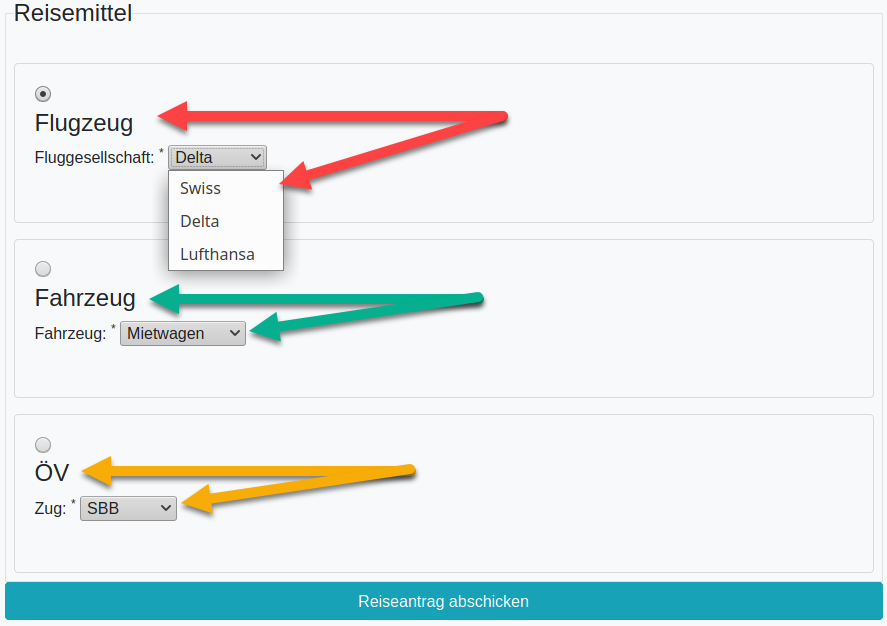 Reisemittel
Flugzeug
Fluggesellschaft: * Delta
Swiss
Delta
Lufthansa
Fahrzeug
Fahrzeug: * Mietwagen
ÖV
Zug: * SBB
Reiseantrag abschicken